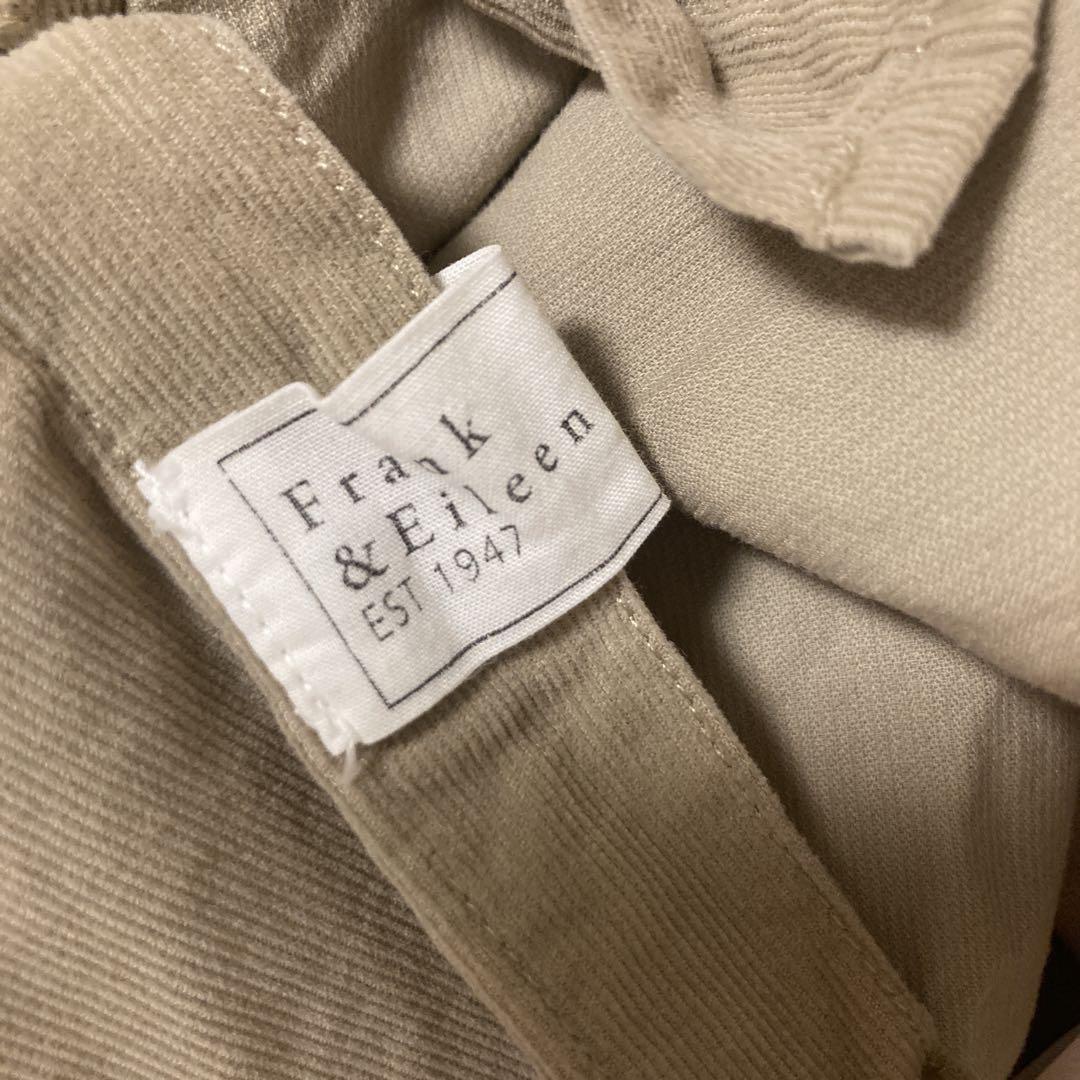 Frank
& Eileen
EST 1947